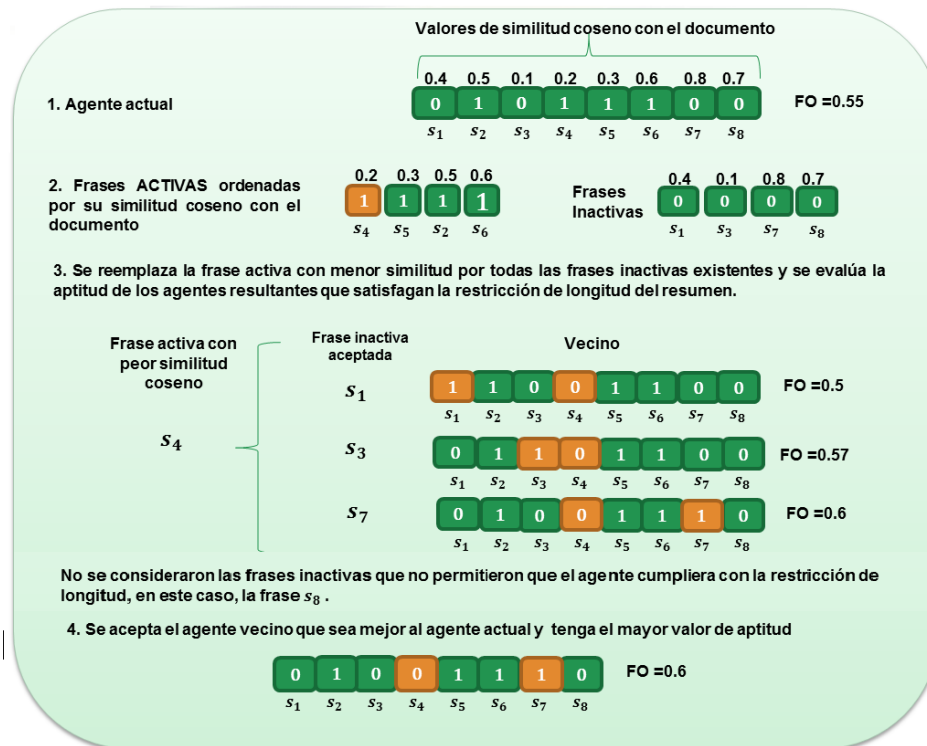 Valores de similitud coseno con el documento
0.4 0.5 0.1 0.2 0.3 0.6 0.8 0.7
1. Agente actual 0 1 0 1 1 1 0 0 FO =0.55
s1 s2 s3 s4 s5 s6 s7 s8
2. Frases ACTIVAS ordenadas
por su similitud coseno con el
documento
0.2 0.3 0.5 0.6
1 1 1 1
s4 s5 s2 s6
Frases
Inactivas
0.4 0.1 0.8 0.7
0 0 0 0
s1 s3 s7 s8
3. Se reemplaza la frase activa con menor similitud por todas las frases inactivas existentes y se evalúa la
aptitud de los agentes resultantes que satisfagan la restricción de longitud del resumen.
Frase activa con
peor similitud
coseno
s4
Frase inactiva
aceptada
Vecino
s1 1 1 0 0 1 1 0 0 FO =0.5
s1 s2 s3 s4 s5 s6 s7 s8
s3 0 1 1 0 1 1 0 0 FO =0.57
s1 s2 s3 s4 s5 s6 s7 s8
s7 0 1 0 0 1 1 1 0 FO =0.6
s1 s2 s3 s4 s5 s6 s7 s8
No se consideraron las frases inactivas que no permitieron que el agente cumpliera con la restricción de
longitud, en este caso, la frase s8 .
4. Se acepta el agente vecino que sea mejor al agente actual y tenga el mayor valor de aptitud
0 1 0 0 1 1 1 0 FO =0.6
s1 s2 s3 s4 s5 s6 s7 s8